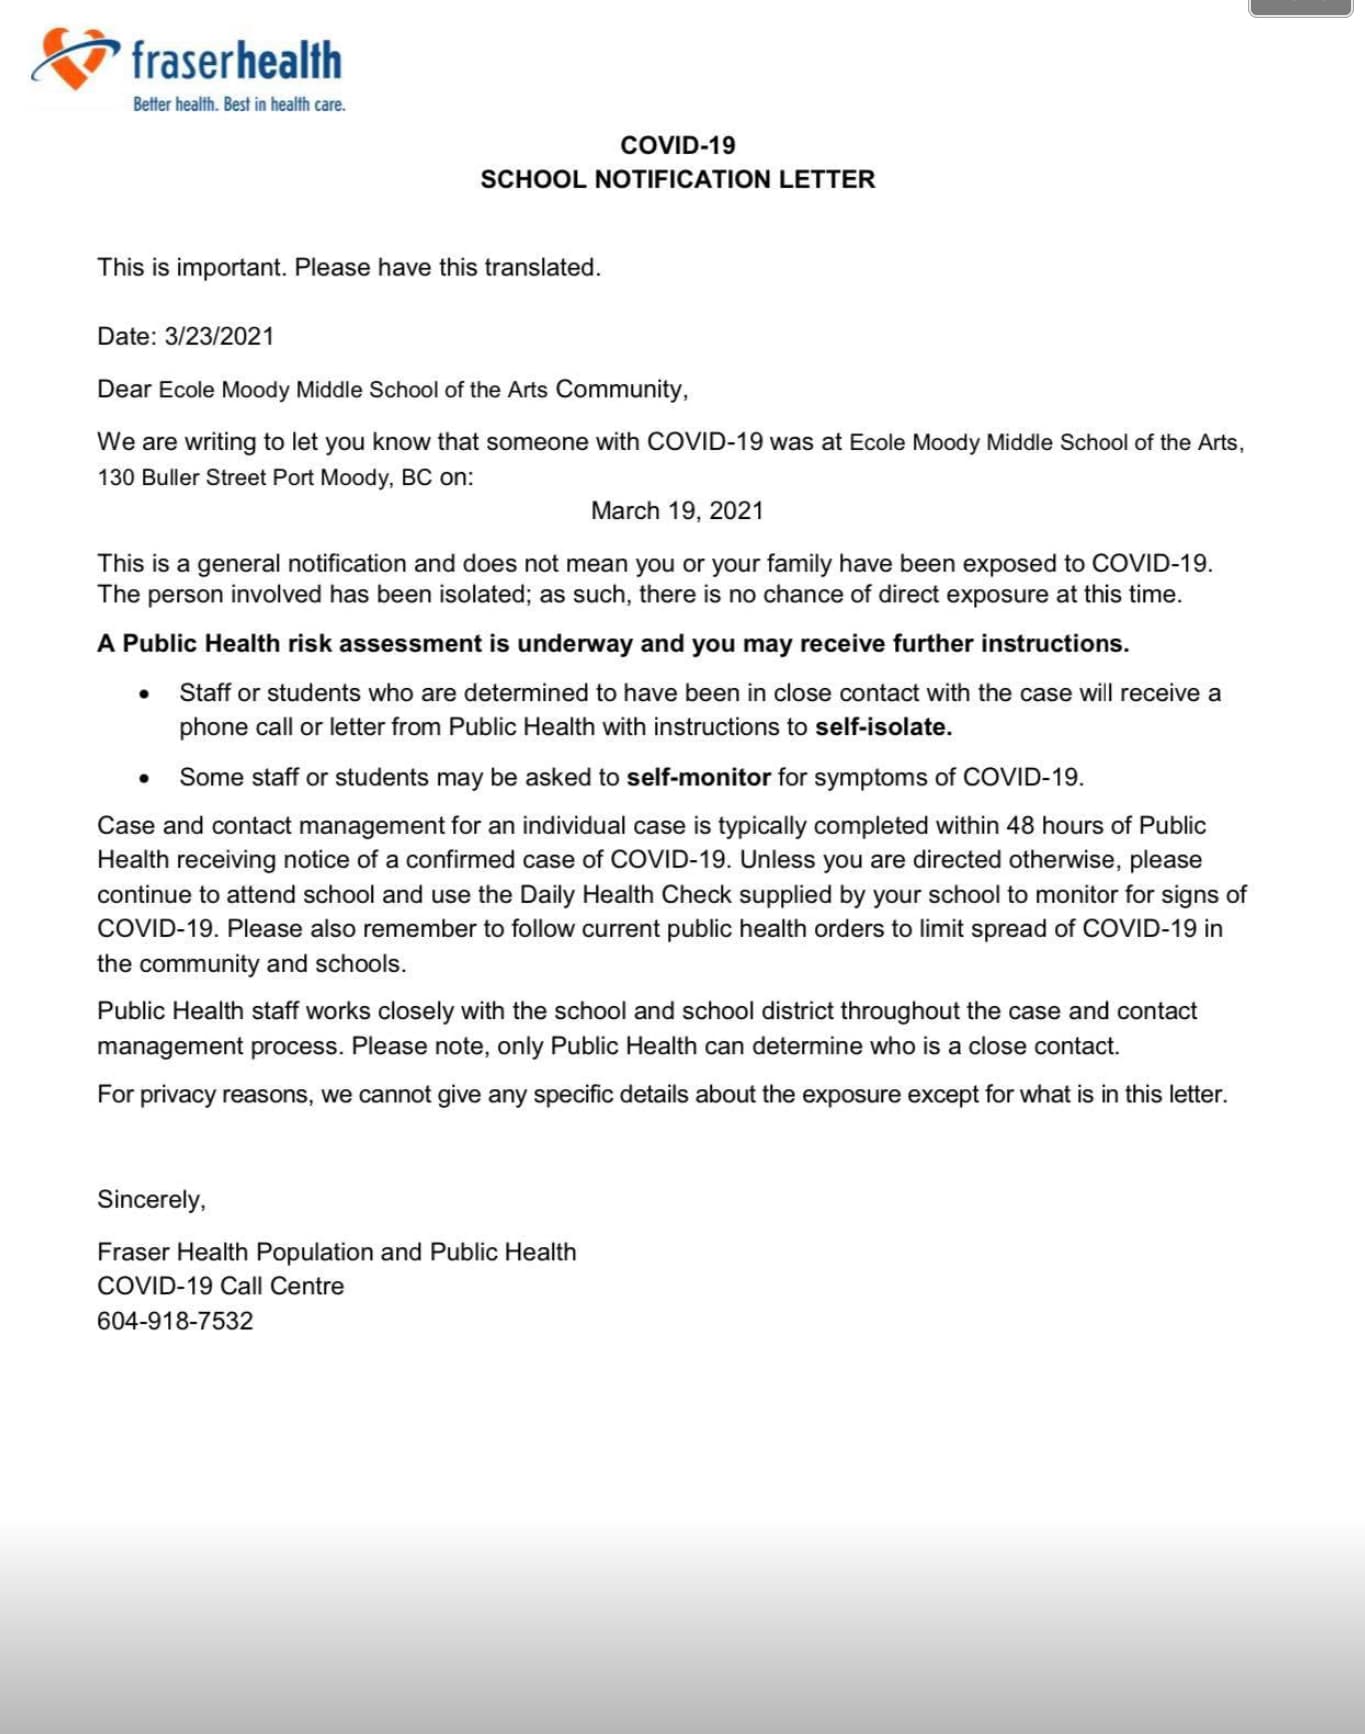 fraserhealth
Better health. Best in health care.
COVID-19
SCHOOL NOTIFICATION LETTER
This is important. Please have this translated.
Date: 3/23/2021
Dear Ecole Moody Middle School of the Arts Community,
We are writing to let you know that someone with COVID-19 was at Ecole Moody Middle School of the Arts,
130 Buller Street Port Moody, BC on:
March 19, 2021
This is a general notification and does not mean you or your family have been exposed to COVID-19.
The person involved has been isolated; as such, there is no chance of direct exposure at this time.
A Public Health risk assessment is underway and you may receive further instructions.
• Staff or students who are determined to have been in close contact with the case will receive a
phone call or letter from Public Health with instructions to self-isolate.
• Some staff or students may be asked to self-monitor for symptoms of COVID-19.
Case and contact management for an individual case is typically completed within 48 hours of Public
Health receiving notice of a confirmed case of COVID-19. Unless you are directed otherwise, please
continue to attend school and use the Daily Health Check supplied by your school to monitor for signs of
COVID-19. Please also remember to follow current public health orders to limit spread of COVID-19 in
the community and schools.
Public Health staff works closely with the school and school district throughout the case and contact
management process. Please note, only Public Health can determine who is a close contact.
For privacy reasons, we cannot give any specific details about the exposure except for what is in this letter.
Sincerely,
Fraser Health Population and Public Health
COVID-19 Call Centre
604-918-7532